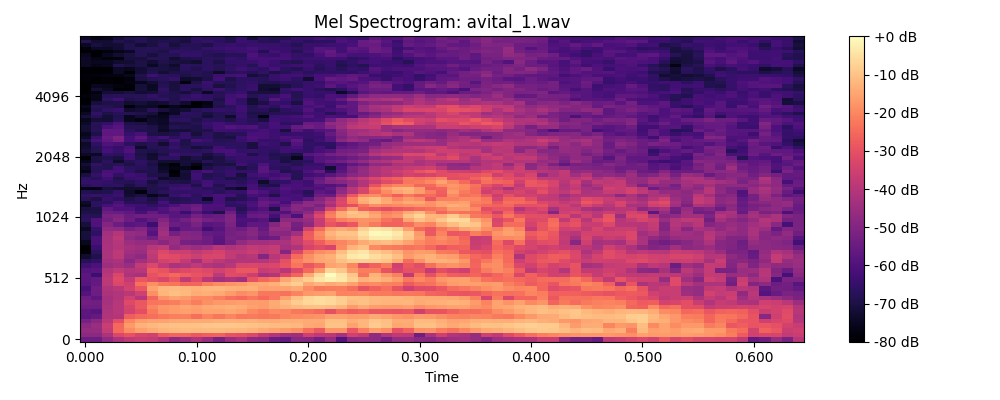 Mel Spectrogram: avital_1.wav
+0 dB
-10 dB
-20 dB
-30 dB
-40 dB
-50 dB
-60 dB
-70 dB
-80 dB
Hz
4096
2048
1024
512
0
0.000 0.100 0.200 0.300 0.400 0.500 0.600
Time